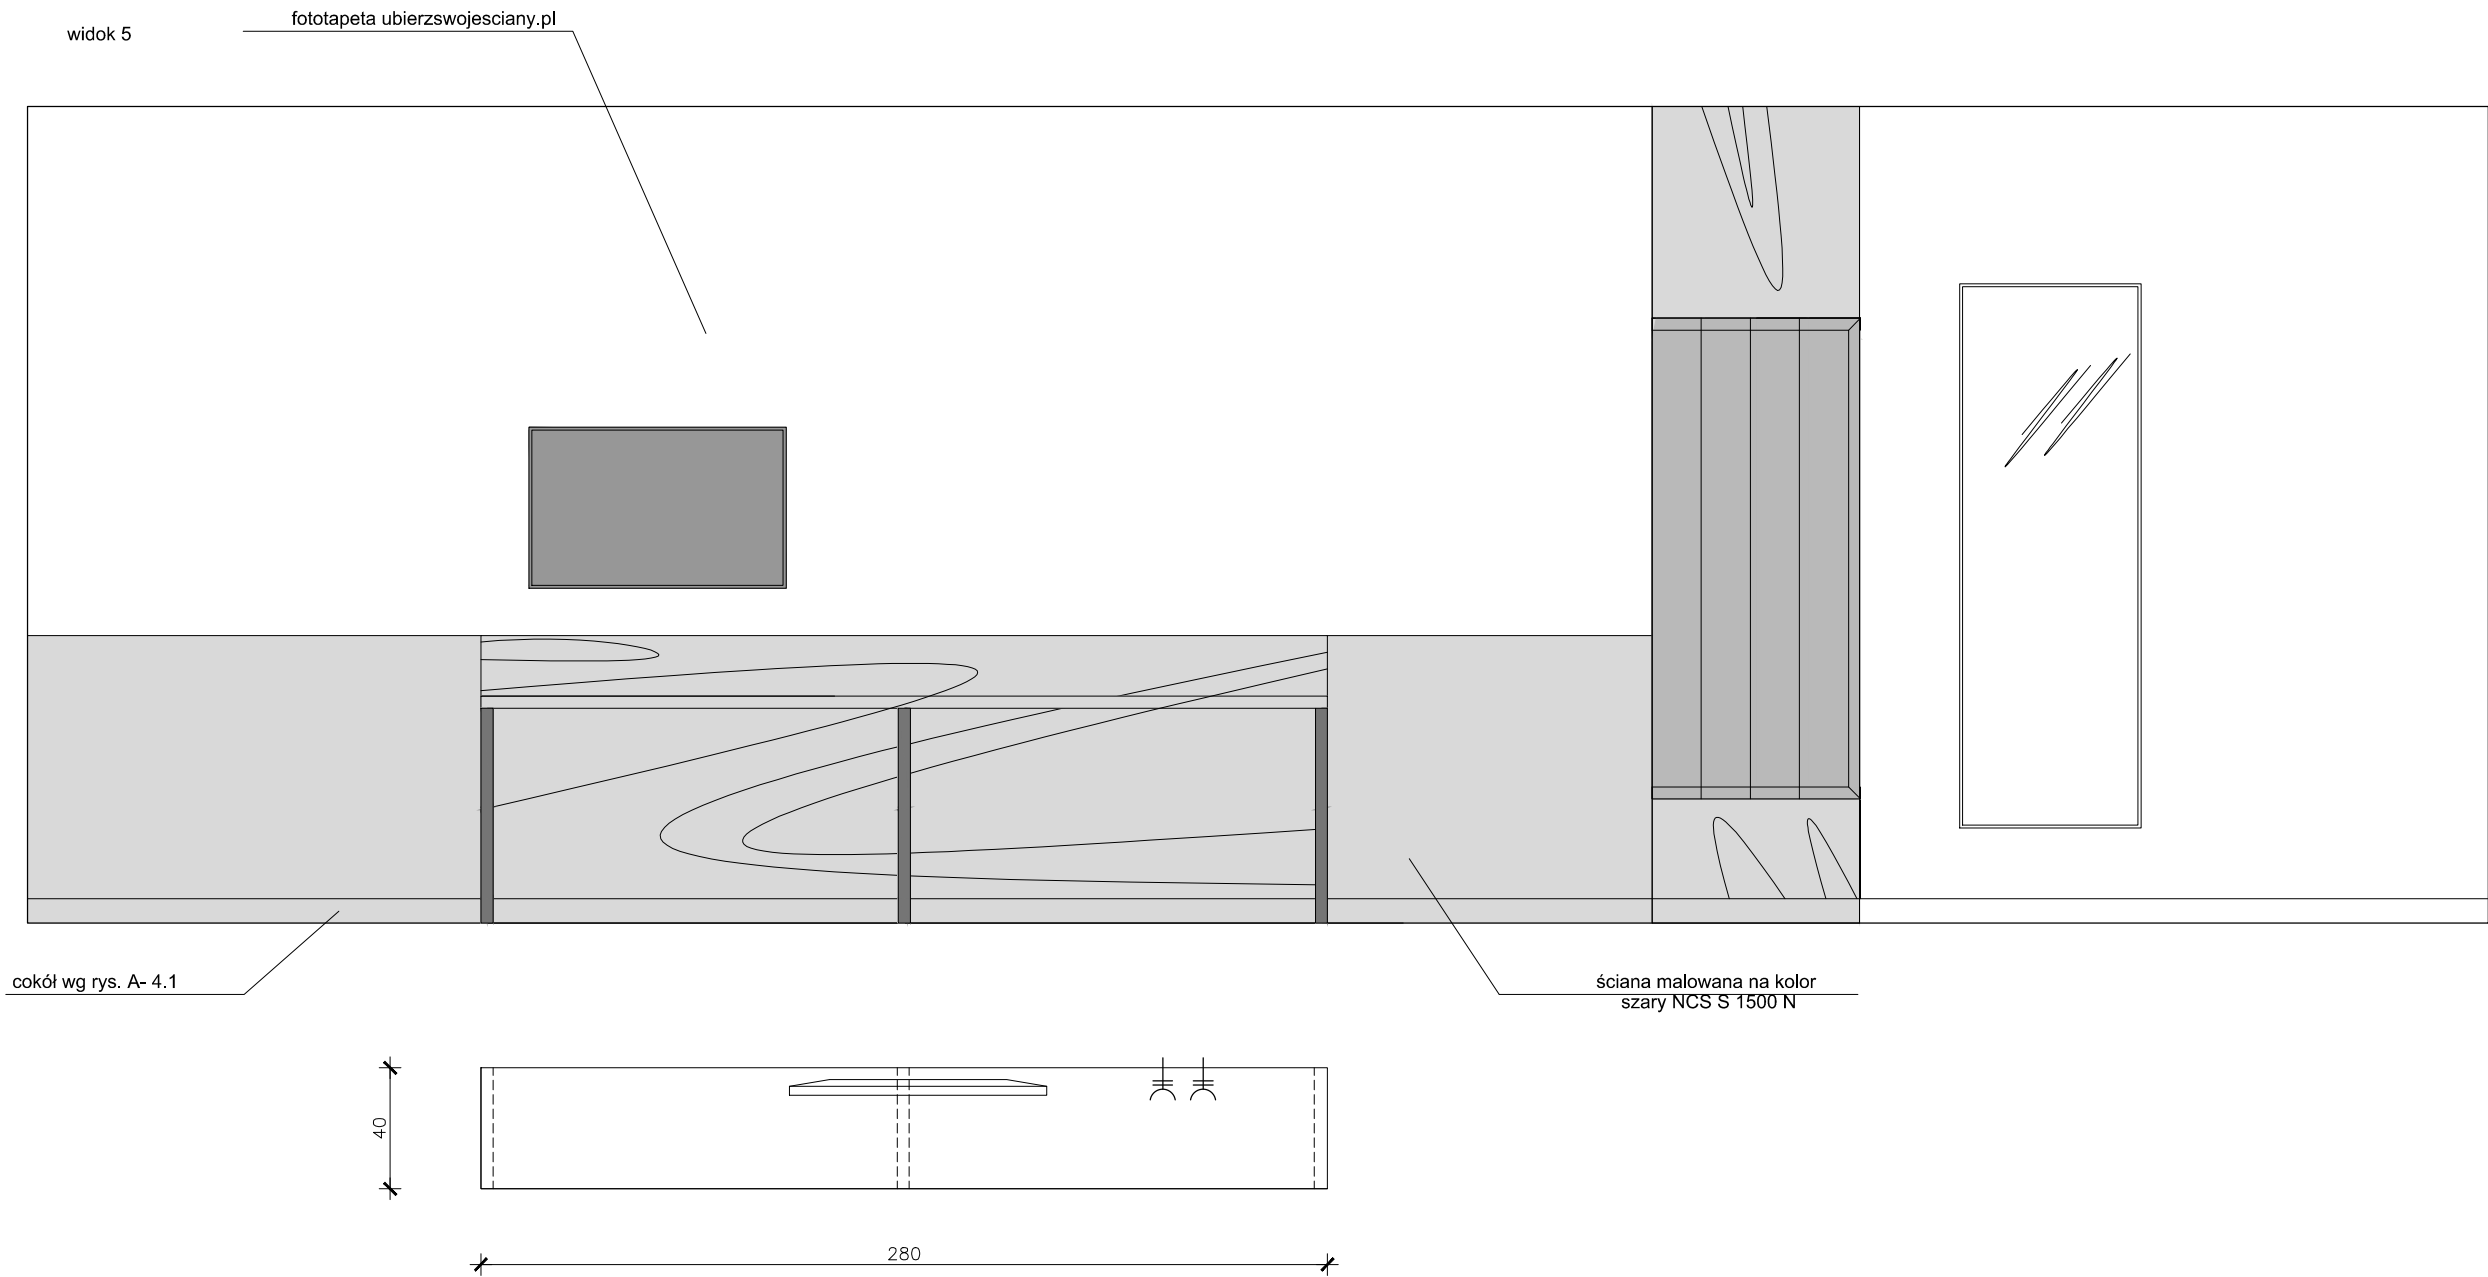 fototapeta ubierzswojesciany.pl
widok 5
cokół wg rys. A- 4.1
ściana malowana na kolor
szary NCS S 1500 N
40
280